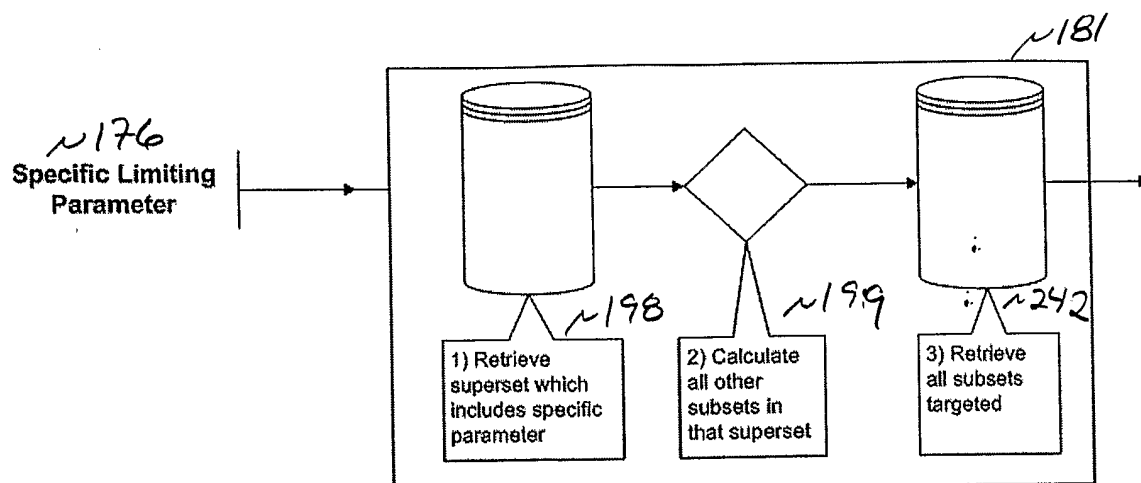 ~181
~176
Specific Limiting
Parameter
~198
~199
~242
1) Retrieve
superset which
includes specific
parameter
2) Calculate
all other
subsets in
that superset
3) Retrieve
all subsets
targeted